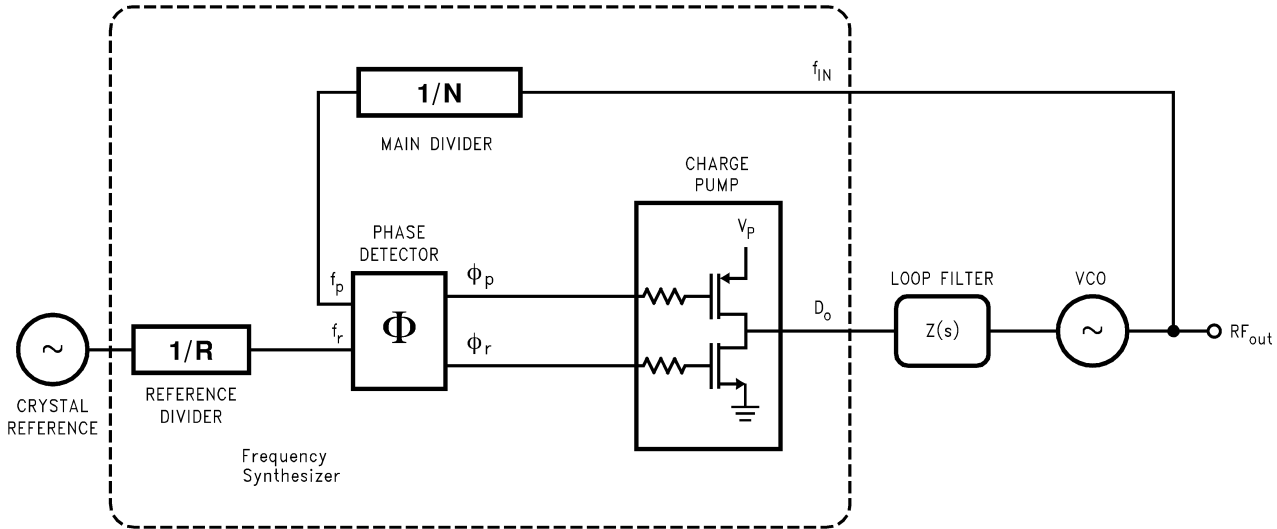 f_IN
1/N
MAIN DIVIDER
CHARGE
PUMP
V_P
PHASE
DETECTOR
f_p
ϕ_p
Φ
f_r
ϕ_r
D_o
LOOP FILTER
Z(s)
VCO
~
RF_out
~
1/R
CRYSTAL
REFERENCE
REFERENCE
DIVIDER
Frequency
Synthesizer